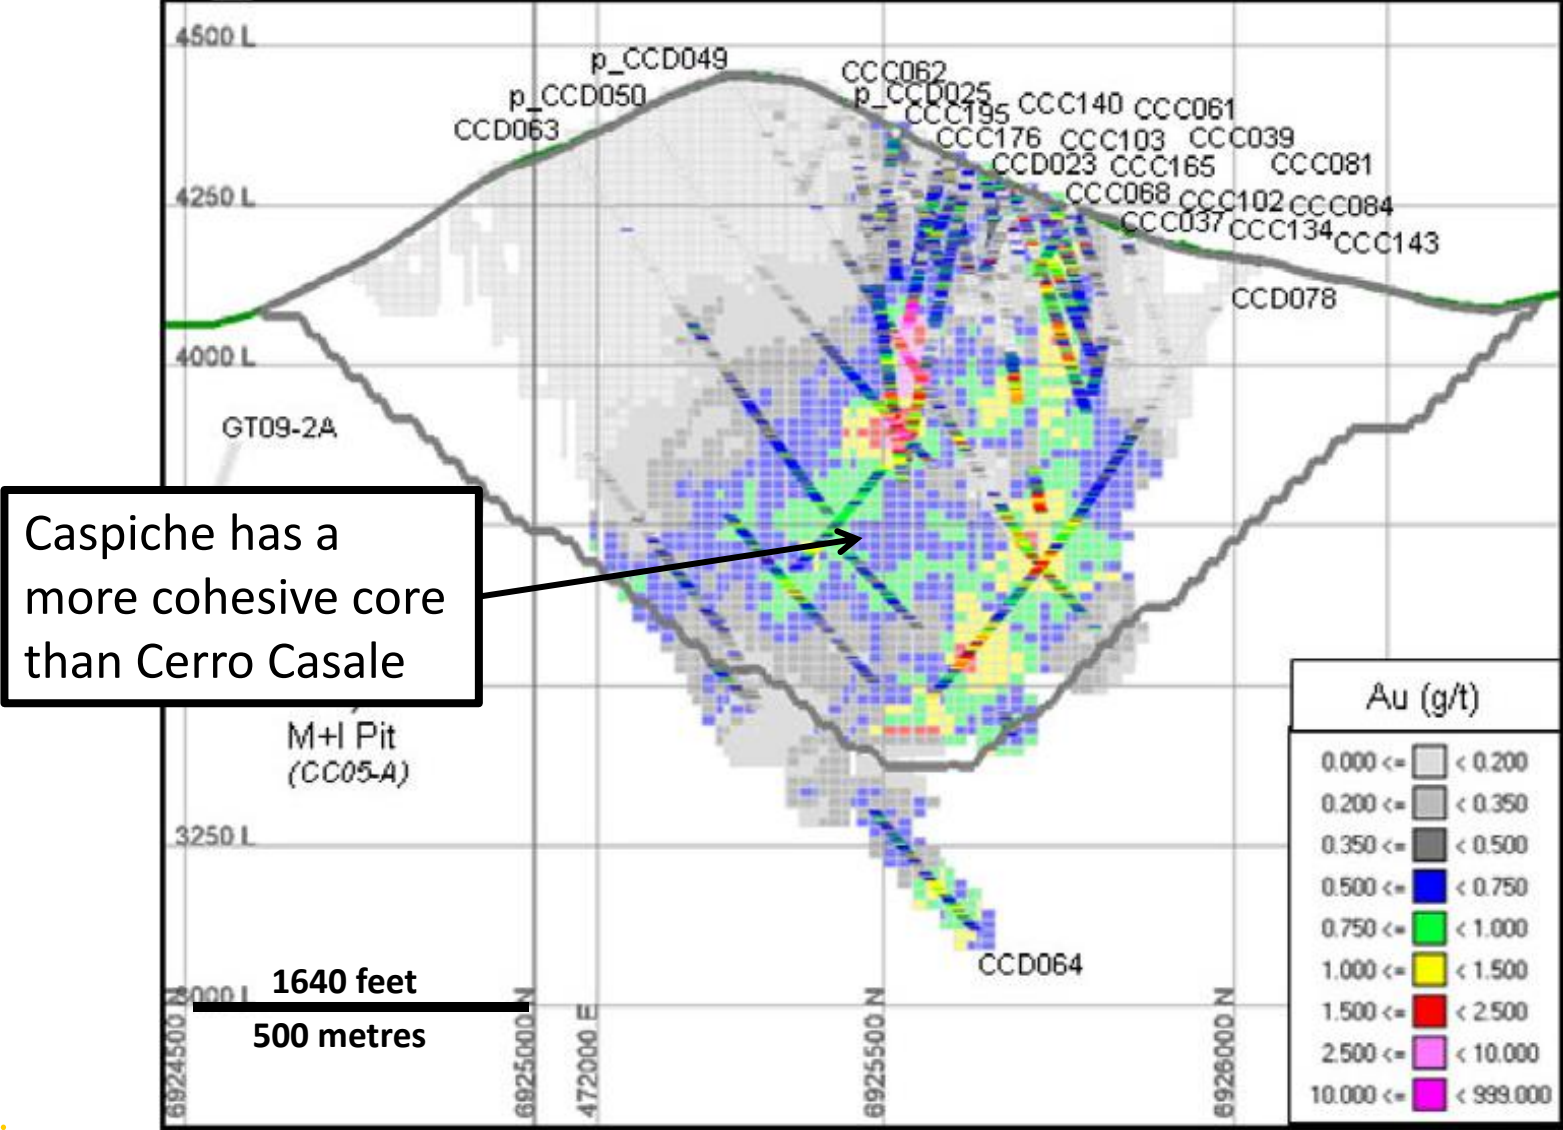 4500 L
p_CCD049
CCC062
p_CCD050
p_CCD025
CCC140 CCC061
CCC195
CCD063
CCC176 CCC103 CCC039
CCD023 CCC165 CCC081
4250 L
CCC068 CCC102 CCC084
CCC037 CCC134 CCC143
CCD078
4000 L
GT09-2A
Caspiche has a
more cohesive core
than Cerro Casale
M+I Pit
(CC05-A)
3250 L
CCD064
1640 feet
500 metres
3000 L
6924500 N
6925000 N
472000 E
6925500 N
6926000 N
Au (g/t)
0.000 <= < 0.200
0.200 <= < 0.350
0.350 <= < 0.500
0.500 <= < 0.750
0.750 <= < 1.000
1.000 <= < 1.500
1.500 <= < 2.500
2.500 <= < 10.000
10.000 <= < 999.000